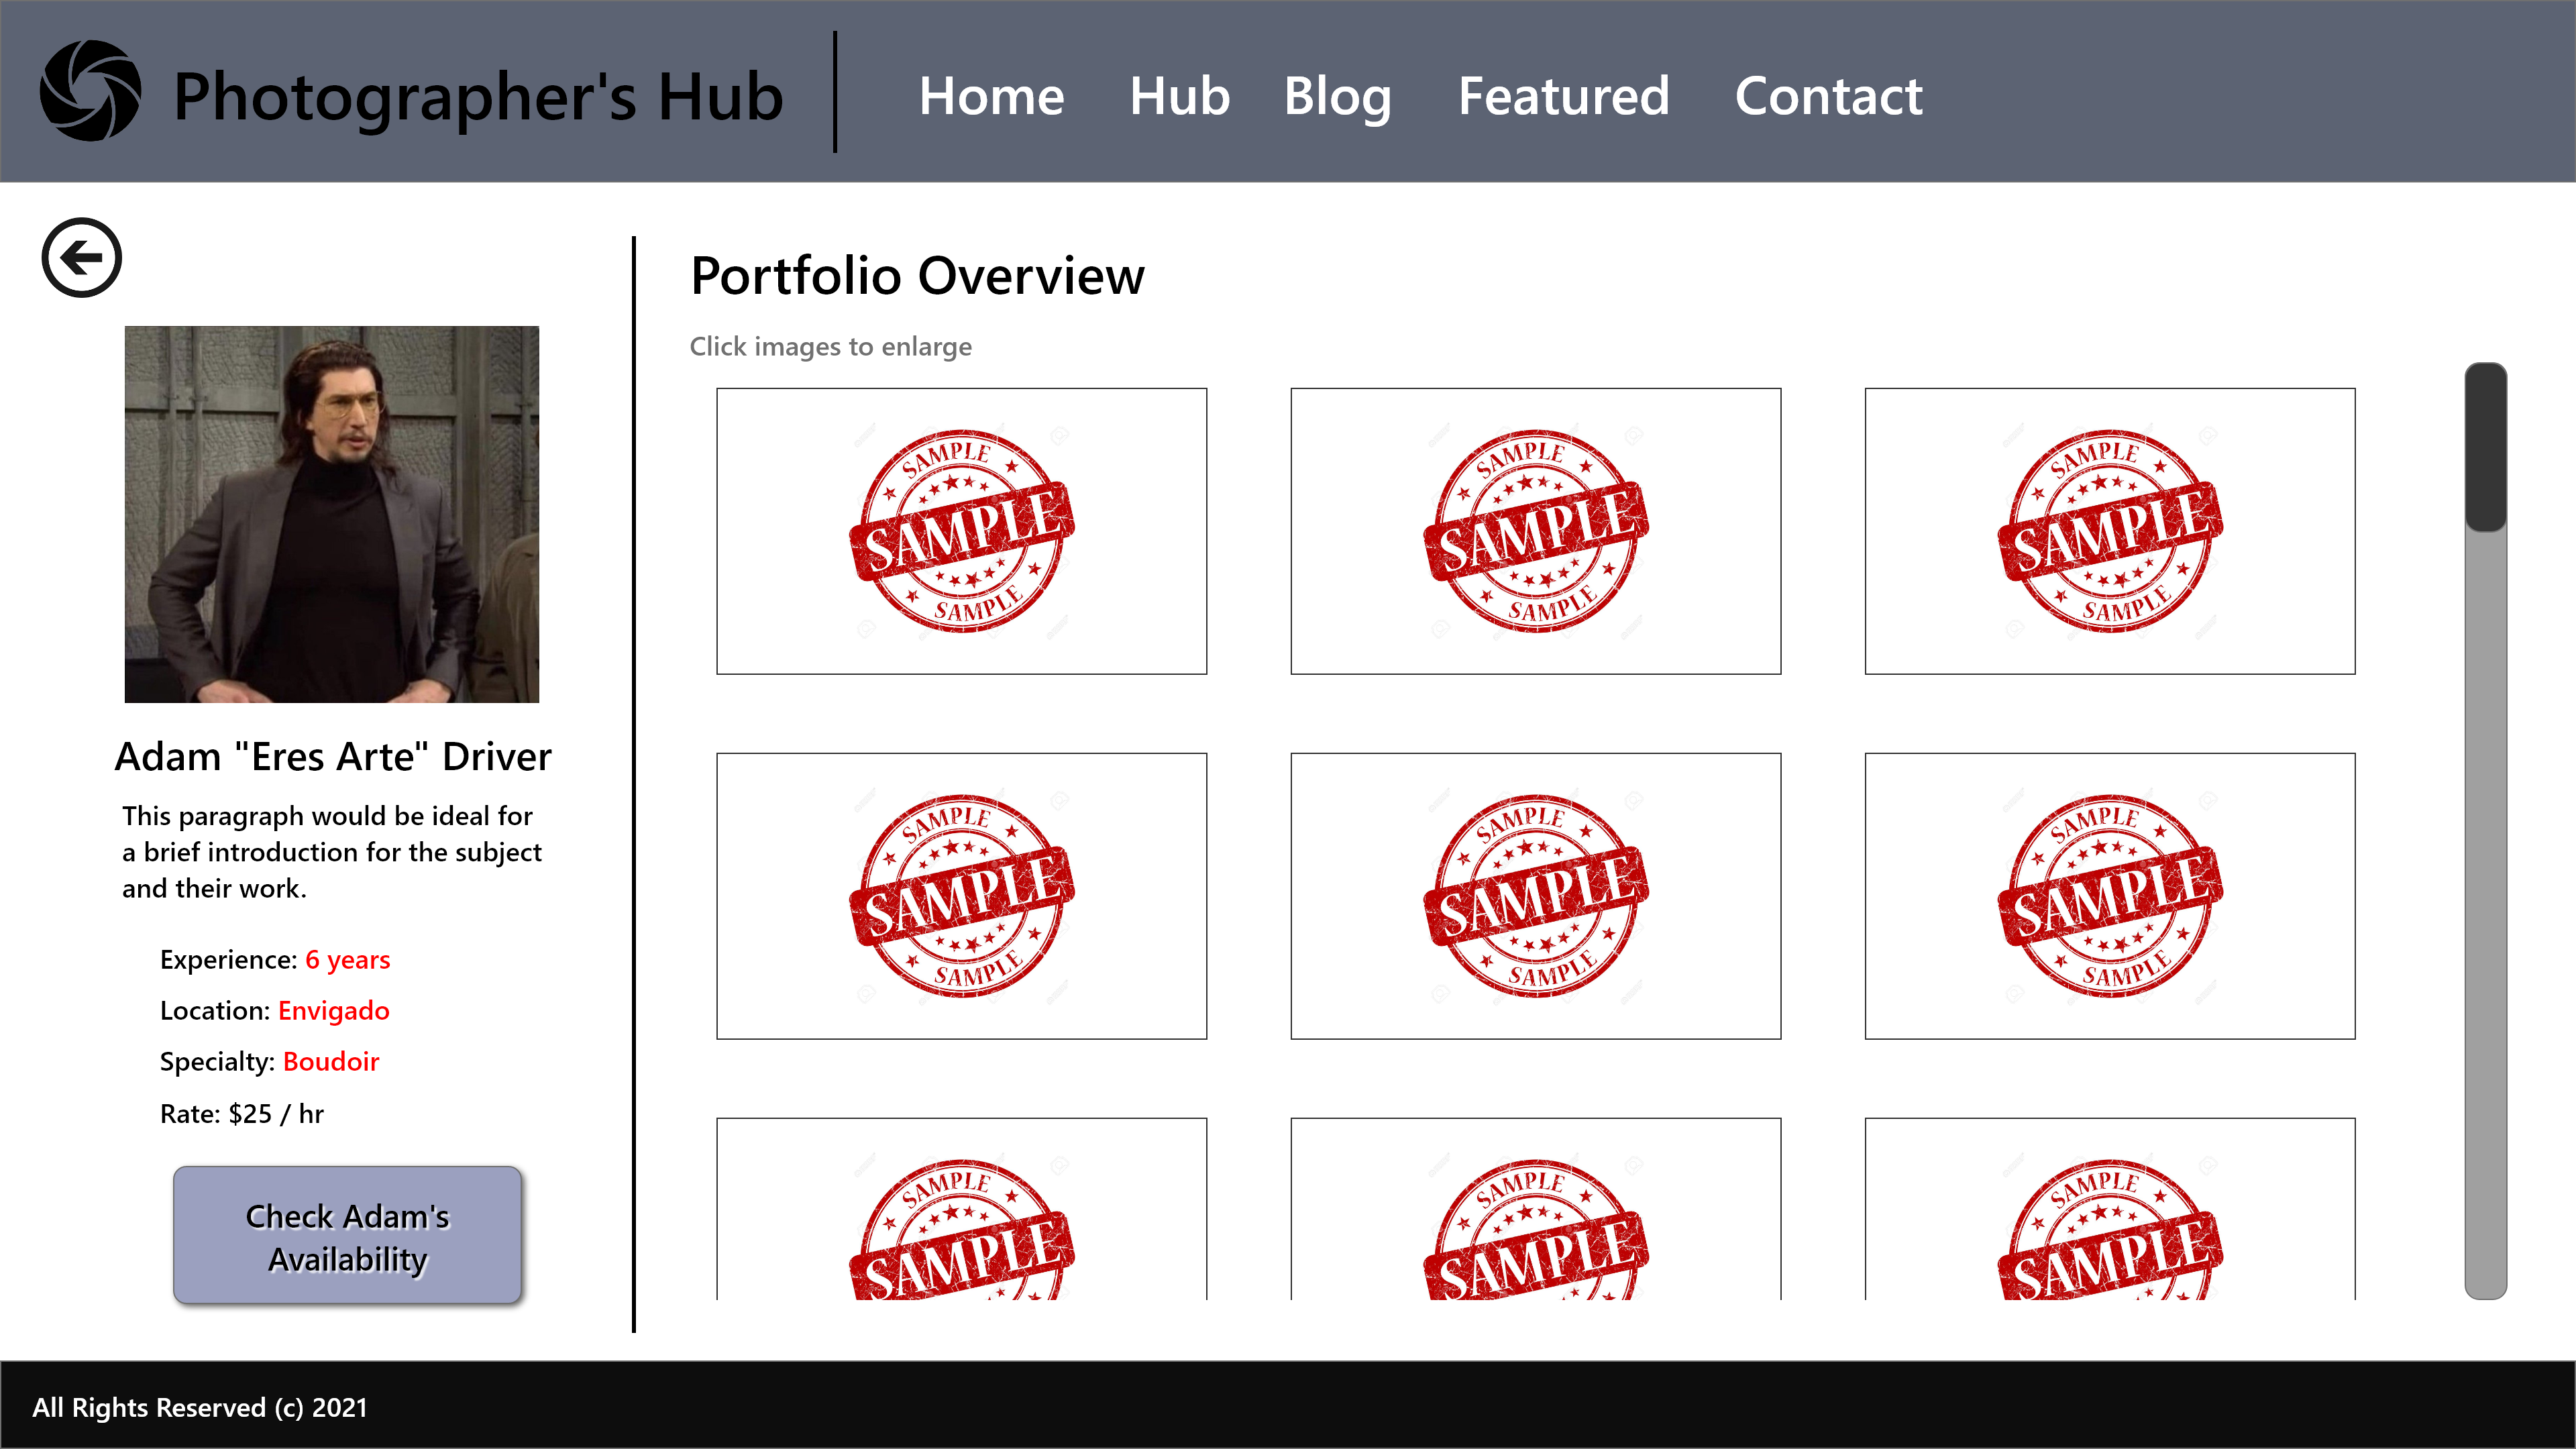 Photographer's Hub
Home Hub Blog Featured Contact
Portfolio Overview
Click images to enlarge
SAMPLE
SAMPLE
SAMPLE
SAMPLE
SAMPLE
SAMPLE
SAMPLE
SAMPLE
SAMPLE
Adam "Eres Arte" Driver
This paragraph would be ideal for
a brief introduction for the subject
and their work.
SAMPLE
SAMPLE
SAMPLE
SAMPLE
SAMPLE
SAMPLE
SAMPLE
SAMPLE
SAMPLE
Experience: 6 years
Location: Envigado
Specialty: Boudoir
Rate: $25 / hr
Check Adam's
Availability
SAMPLE
SAMPLE
SAMPLE
SAMPLE
SAMPLE
SAMPLE
All Rights Reserved (c) 2021